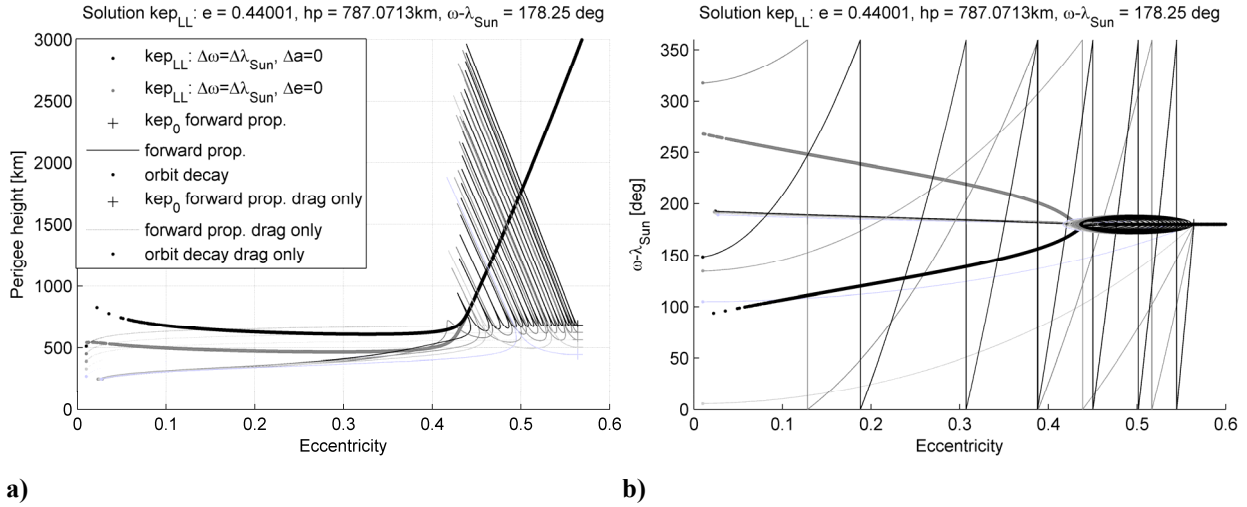 Solution kep_LL: e = 0.44001, hp = 787.0713km, ω-λ_Sun = 178.25 deg
3000
2500
2000
1500
1000
500
0
Perigee height [km]
kep_LL: Δω=Δλ_Sun, Δa=0
kep_LL: Δω=Δλ_Sun, Δe=0
kep_0 forward prop.
forward prop.
orbit decay
kep_0 forward prop. drag only
forward prop. drag only
orbit decay drag only
0 0.1 0.2 0.3 0.4 0.5 0.6
Eccentricity
a)
Solution kep_LL: e = 0.44001, hp = 787.0713km, ω-λ_Sun = 178.25 deg
350
300
250
200
150
100
50
0
ω-λ_Sun [deg]
0 0.1 0.2 0.3 0.4 0.5 0.6
Eccentricity
b)